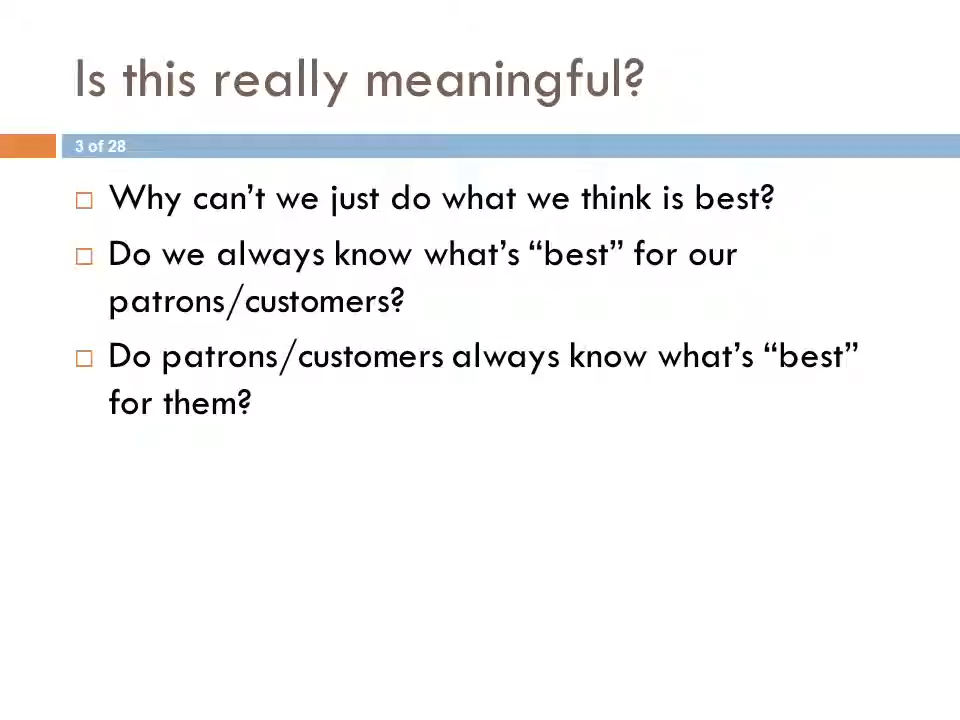 Is this really meaningful?
3 of 28
Why can’t we just do what we think is best?
Do we always know what’s “best” for our
patrons/customers?
Do patrons/customers always know what’s “best”
for them?